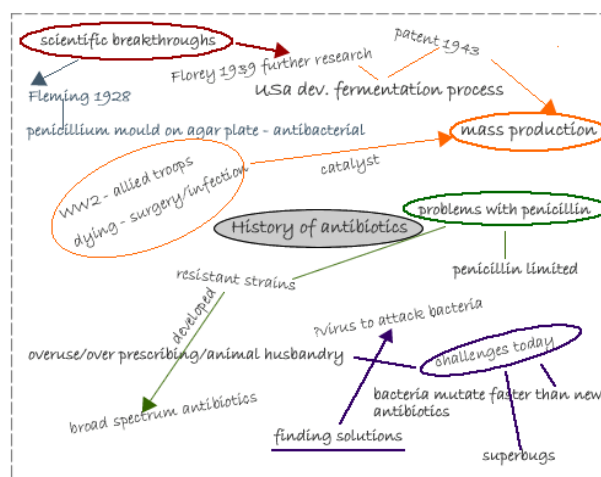 scientific breakthroughs
patent 1943
Florey 1939 further research
Fleming 1928
USa dev. fermentation process
penicillium mould on agar plate - antibacterial
mass production
WW2 - allied troops
dying - surgery/infection
catalyst
problems with penicillin
History of antibiotics
penicillin limited
resistant strains
developed
?virus to attack bacteria
overuse/over prescribing/animal husbandry
challenges today
broad spectrum antibiotics
bacteria mutate faster than new
antibiotics
finding solutions
superbugs